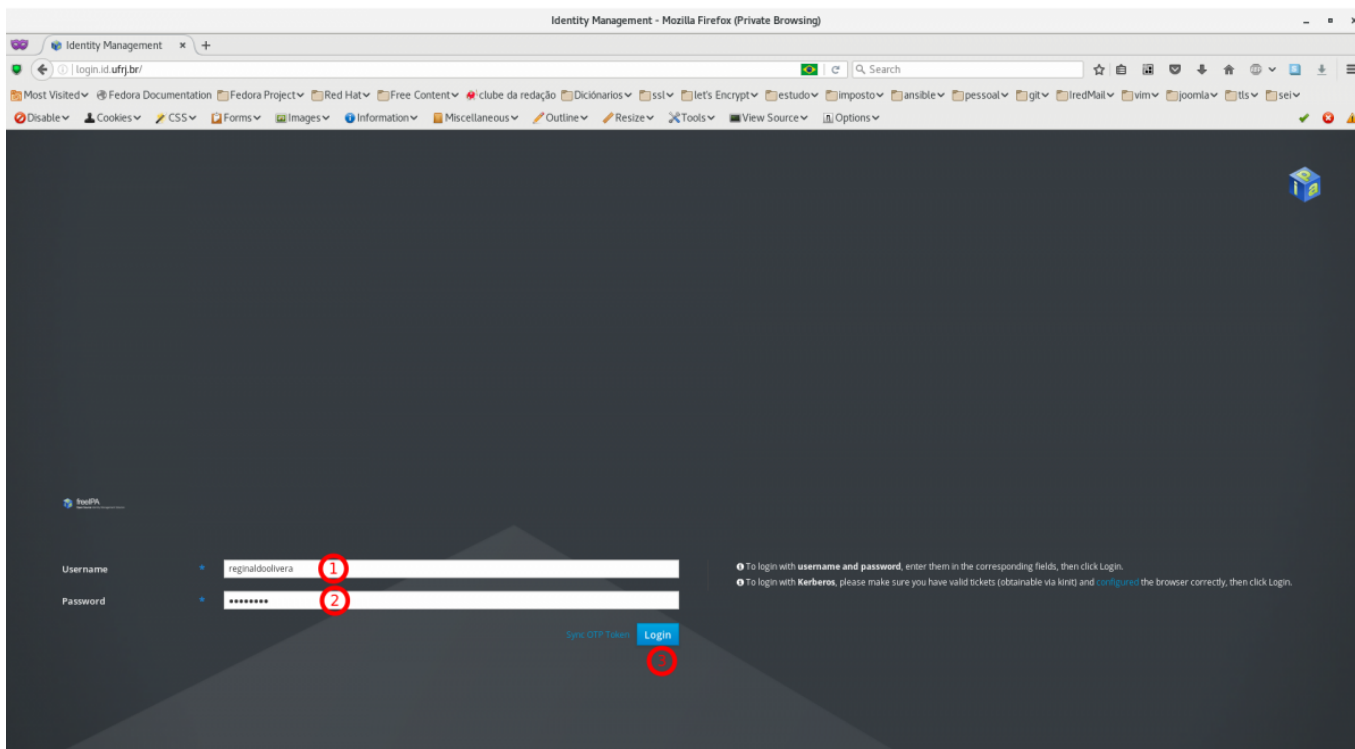 Identity Management - Mozilla Firefox (Private Browsing)
Identity Management × +
login.id.ufrj.br/ Search
Most Visited Fedora Documentation Fedora Project Red Hat Free Content clube da redação Diciónarios ssl let's Encrypt estudo imposto ansible pessoal git IredMail vim joomla tls sei
Disable Cookies CSS Forms Images Information Miscellaneous Outline Resize Tools View Source Options
freeIPA
Username * reginaldoolivera 1
Password * •••••••• 2
Sync OTP Token Login
3
To login with username and password, enter them in the corresponding fields, then click Login.
To login with Kerberos, please make sure you have valid tickets (obtainable via kinit) and configured the browser correctly, then click Login.